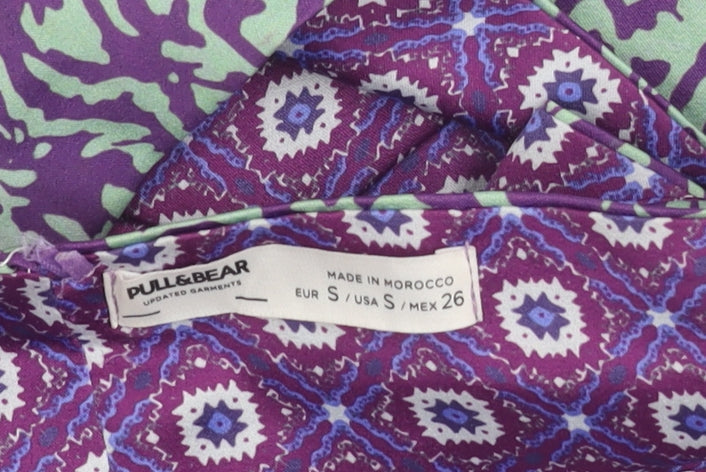 PULL&BEAR
UPDATED GARMENTS
MADE IN MOROCCO
EUR S / USA S / MEX 26